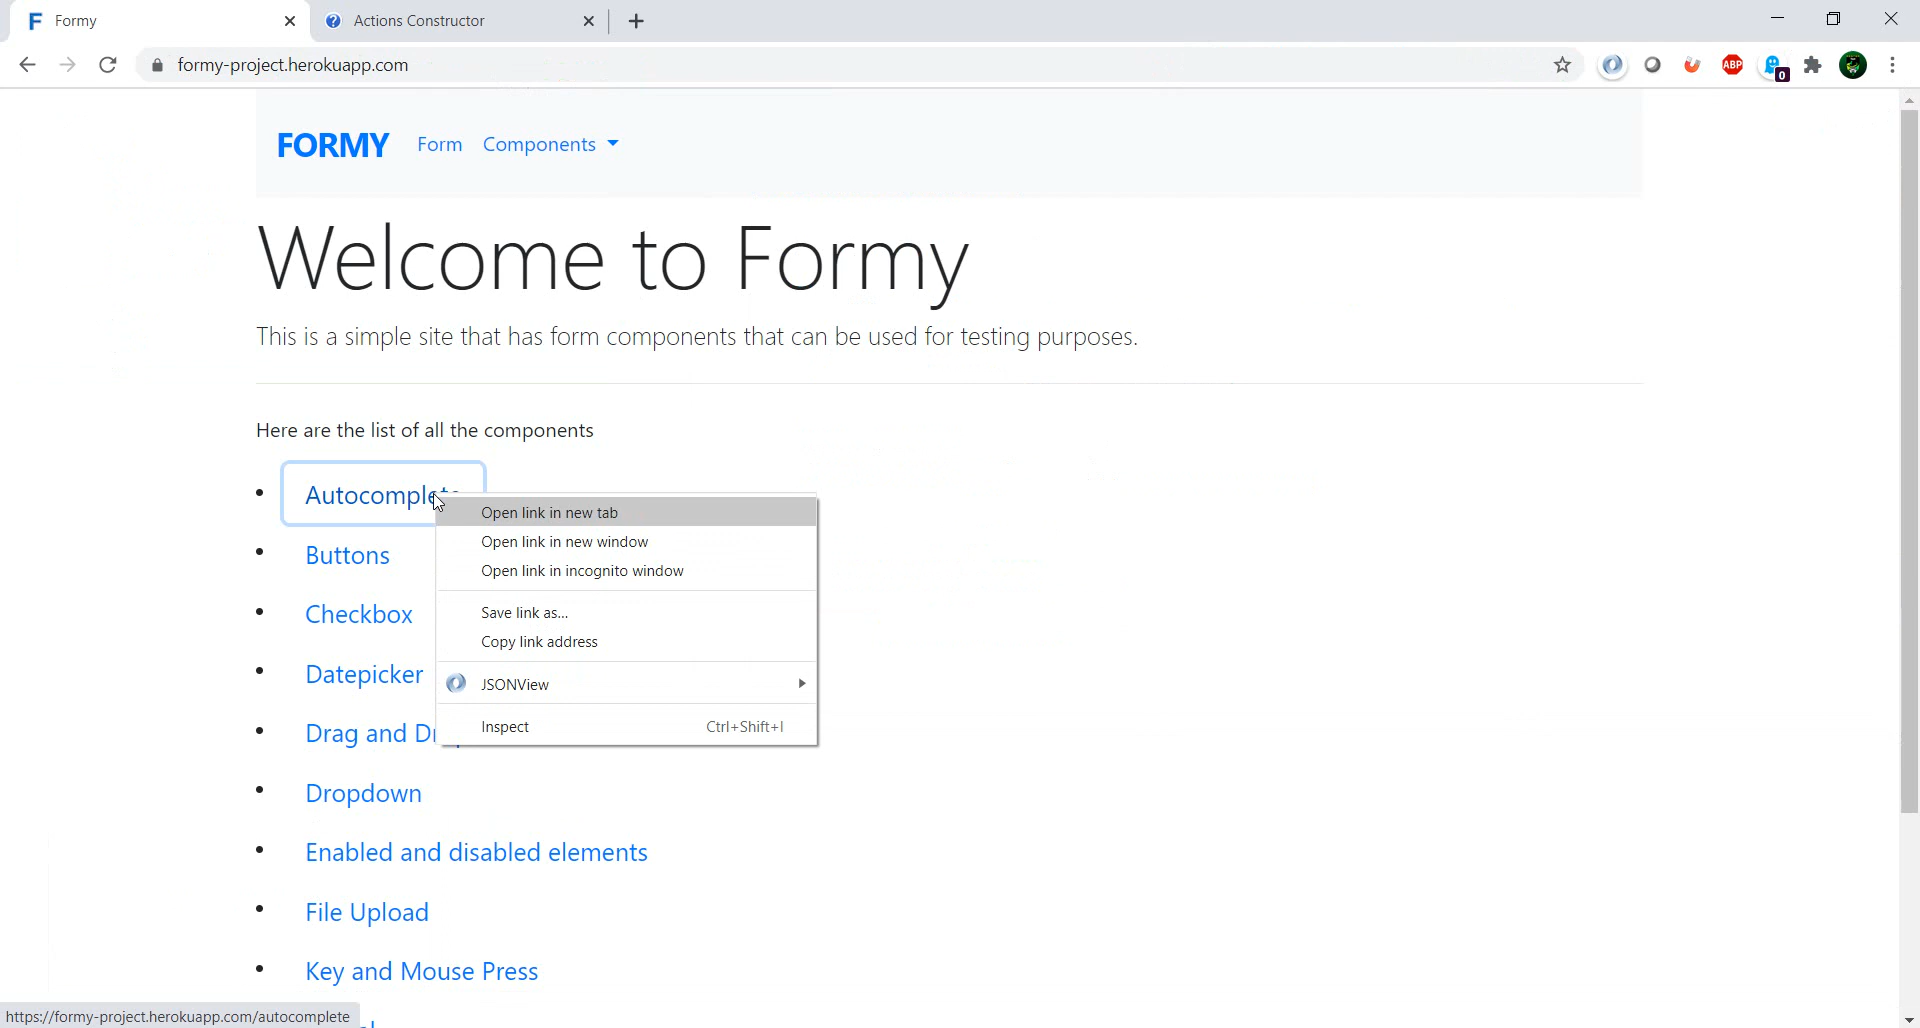 Formy
Actions Constructor
formy-project.herokuapp.com
ABP
0
FORMY Form Components
Welcome to Formy
This is a simple site that has form components that can be used for testing purposes.
Here are the list of all the components
Open link in new tab
Buttons
Open link in new window
Open link in incognito window
Checkbox
Save link as...
Copy link address
Datepicker
JSONView
Drag and
Inspect Ctrl+Shift+I
Dropdown
Enabled and disabled elements
File Upload
Key and Mouse Press
https://formy-project.herokuapp.com/autocomplete